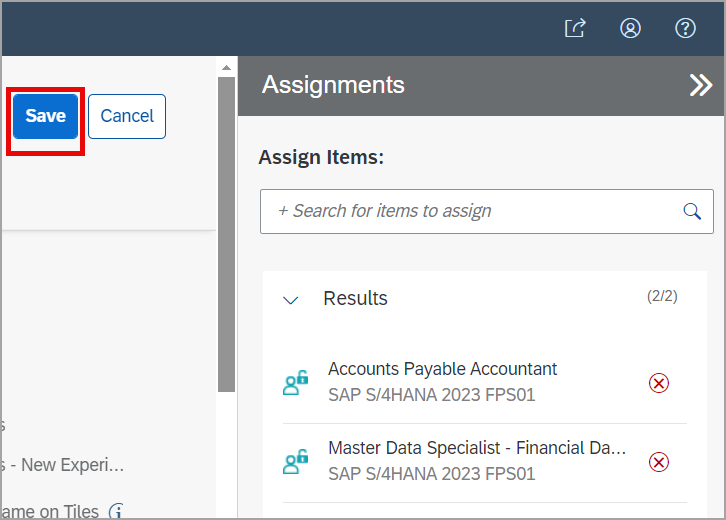 Save
Cancel
Assignments
Assign Items:
+ Search for items to assign
Results
(2/2)
Accounts Payable Accountant
SAP S/4HANA 2023 FPS01
Master Data Specialist - Financial Da...
SAP S/4HANA 2023 FPS01
s
s - New Experi...
ame on Tiles